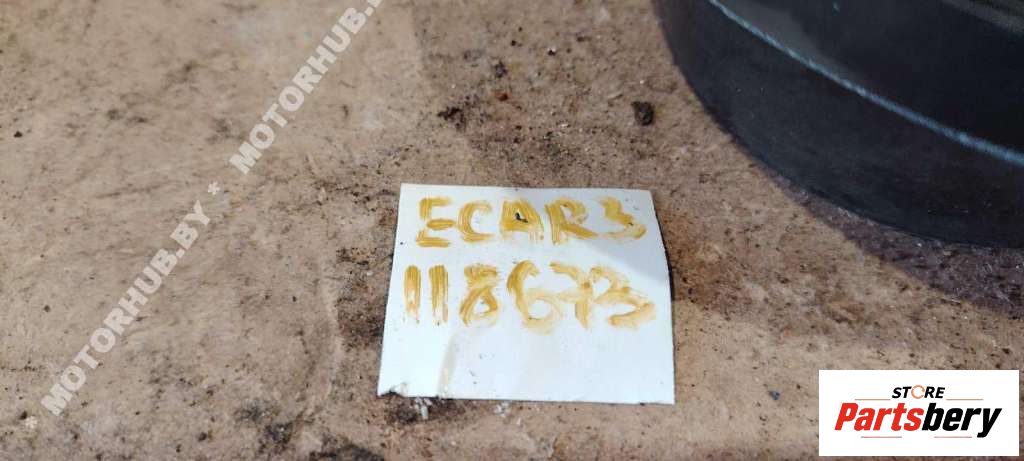 MOTORHUB.BY * MOTORHUB.BY
ECAR3
118673
STORE
Partsbery